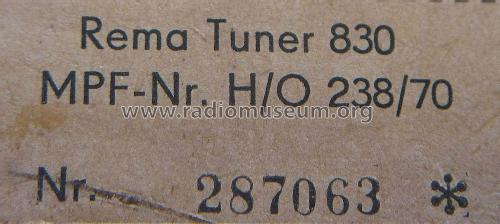 Rema Tuner 830
MPF-Nr. H/O 238/70
www.radiomuseum.org
Nr. 287063 *